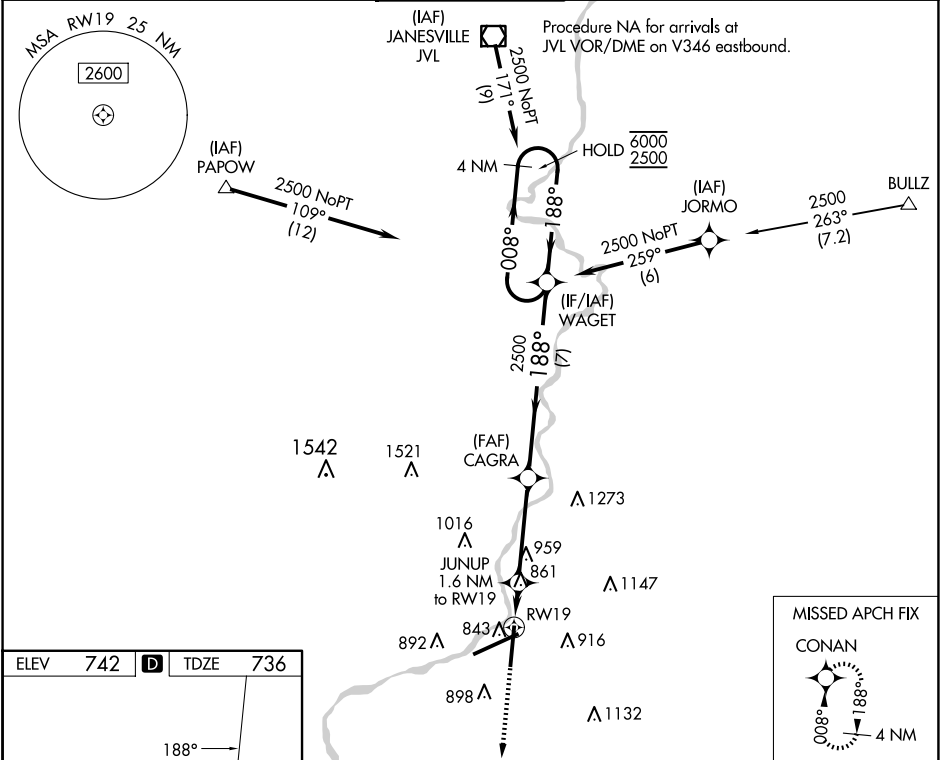 MSA RW19 25 NM
2600
(IAF)
JANESVILLE
JVL
Procedure NA for arrivals at
JVL VOR/DME on V346 eastbound.
2500 NoPT
171°
(9)
(IAF)
PAPOW
2500 NoPT
109°
(12)
4 NM
HOLD 6000
2500
008°
188°
(IAF)
JORMO
2500 NoPT
259°
(6)
BULLZ
2500
263°
(7.2)
(IF/IAF)
WAGET
2500
188°
(7)
1542
1521
(FAF)
CAGRA
1273
1016
959
JUNUP
1.6 NM
to RW19
861
1147
RW19
892
843
916
898
1132
ELEV 742 D TDZE 736
188°
MISSED APCH FIX
CONAN
008°
188°
4 NM